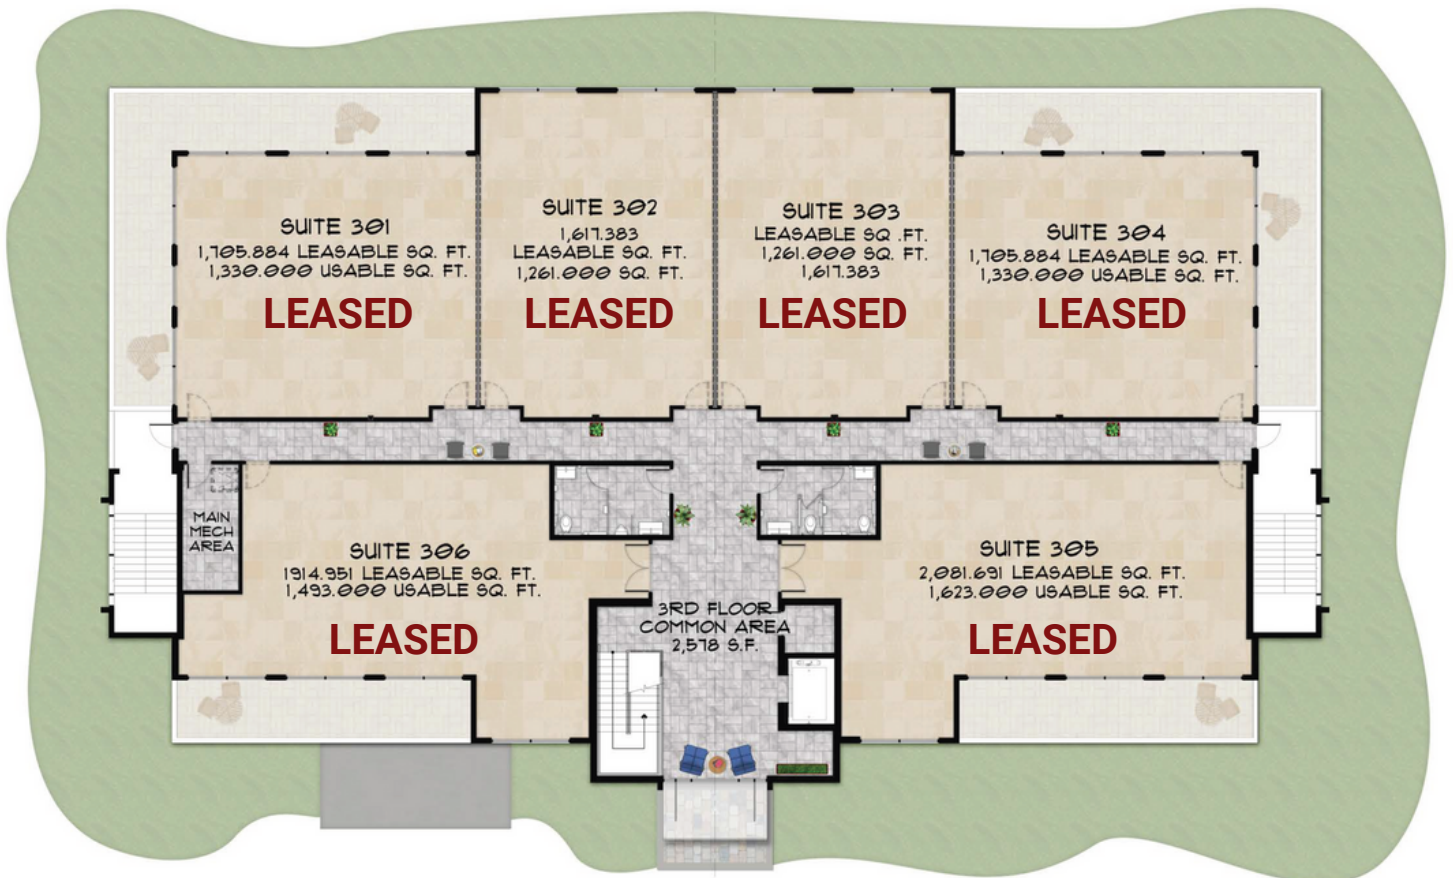 SUITE 301
1,705.884 LEASABLE SQ. FT.
1,330.000 USABLE SQ. FT.
LEASED
SUITE 302
1,617.383
LEASABLE SQ. FT.
1,261.000 SQ. FT.
LEASED
SUITE 303
LEASABLE SQ .FT.
1,261.000 SQ. FT.
1,617.383
LEASED
SUITE 304
1,705.884 LEASABLE SQ. FT.
1,330.000 USABLE SQ. FT.
LEASED
MAIN
MECH
AREA
SUITE 306
1914.951 LEASABLE SQ. FT.
1,493.000 USABLE SQ. FT.
LEASED
3RD FLOOR
COMMON AREA
2,578 S.F.
SUITE 305
2,081.691 LEASABLE SQ. FT.
1,623.000 USABLE SQ. FT.
LEASED